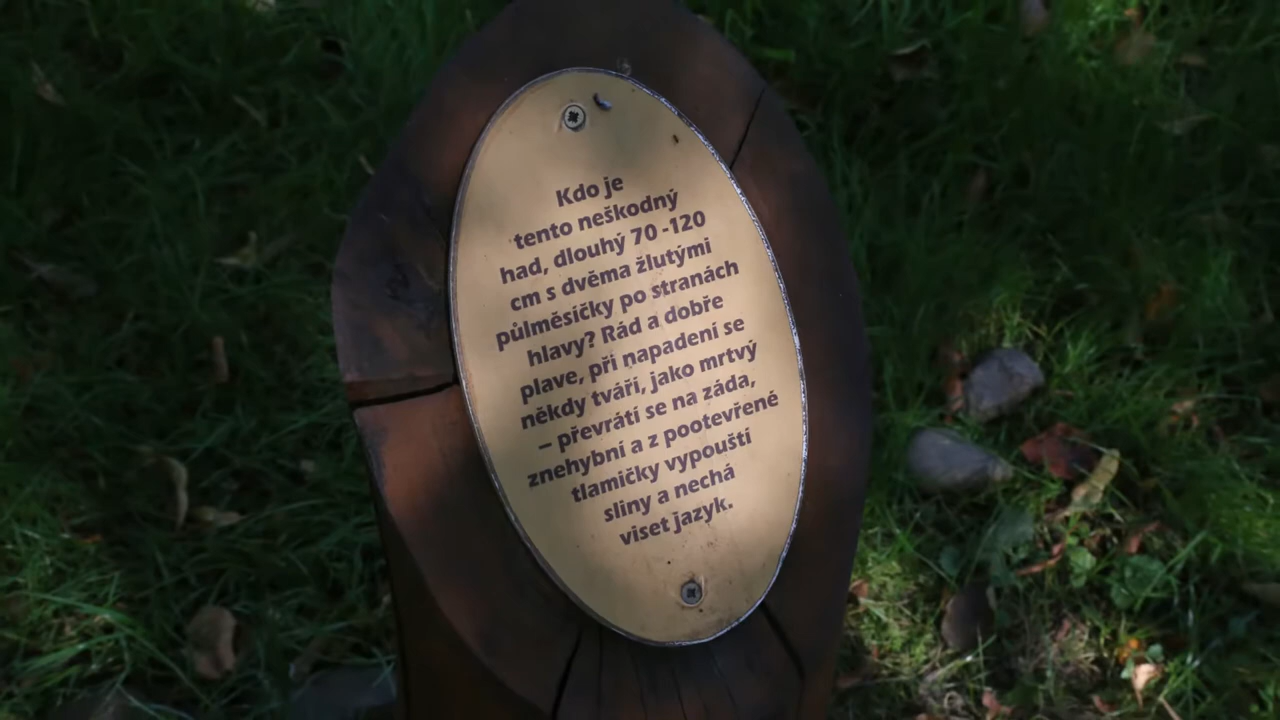 Kdo je
tento neškodný
had, dlouhý 70 -120
cm s dvěma žlutými
půlměsíčky po stranách
hlavy? Rád a dobře
plave, při napadení se
někdy tváří, jako mrtvý
– převrátí se na záda,
znehybní a z pootevřené
tlamičky vypouští
sliny a nechá
viset jazyk.